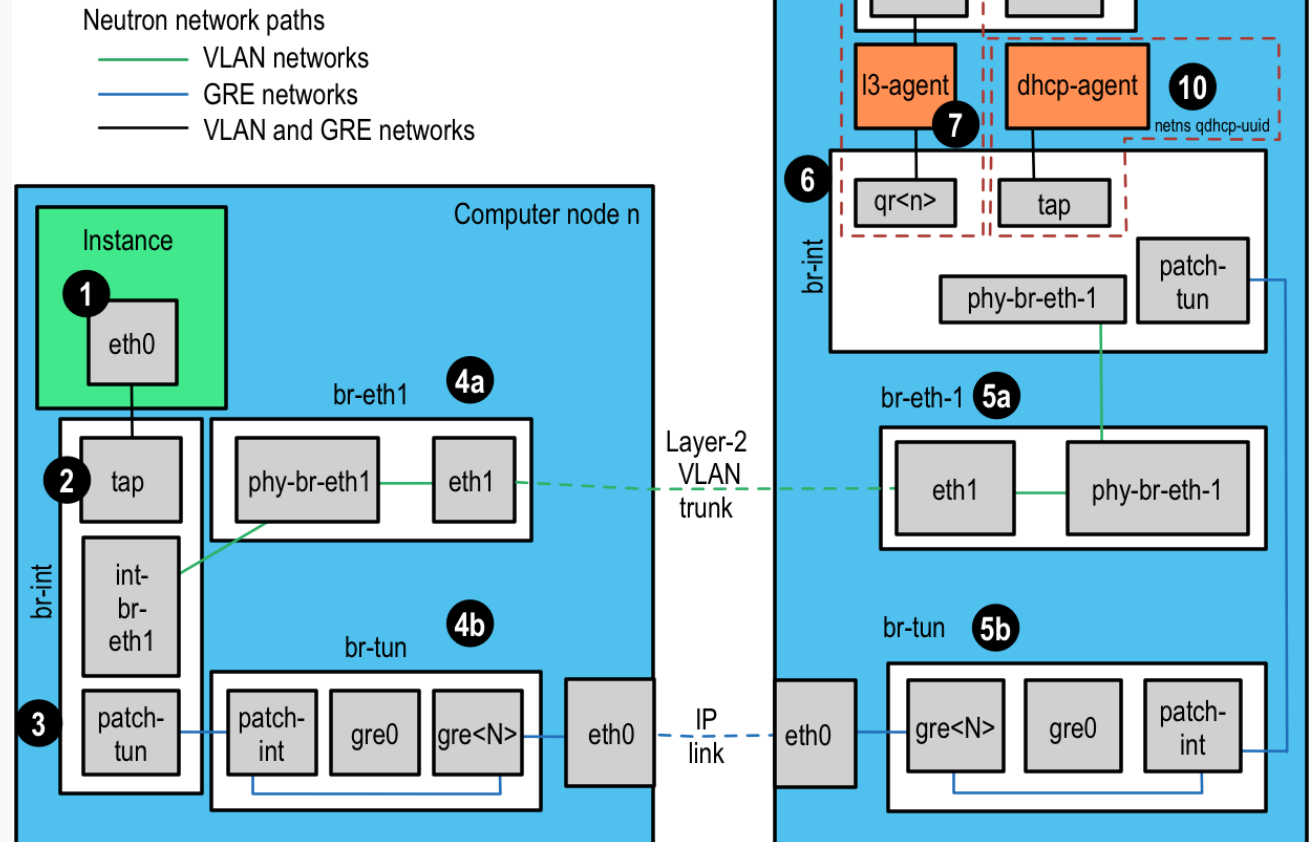 Neutron network paths
VLAN networks
GRE networks
VLAN and GRE networks
Computer node n
Instance
1
eth0
2
tap
int-
br-
eth1
br-int
3
patch-
tun
br-eth1
4a
phy-br-eth1
eth1
br-tun
4b
patch-
int
gre0
gre<N>
eth0
Layer-2
VLAN
trunk
IP
link
l3-agent
7
dhcp-agent
10
netns qdhcp-uuid
6
qr<n>
tap
br-int
phy-br-eth-1
patch-
tun
br-eth-1
5a
eth1
phy-br-eth-1
br-tun
5b
eth0
gre<N>
gre0
patch-
int